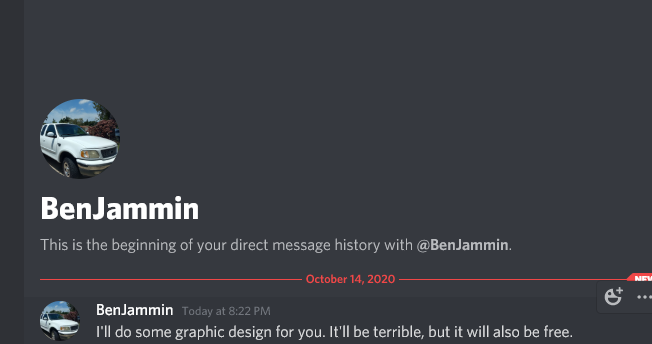 BenJammin
This is the beginning of your direct message history with @BenJammin.
October 14, 2020
NEW
BenJammin Today at 8:22 PM
I'll do some graphic design for you. It'll be terrible, but it will also be free.